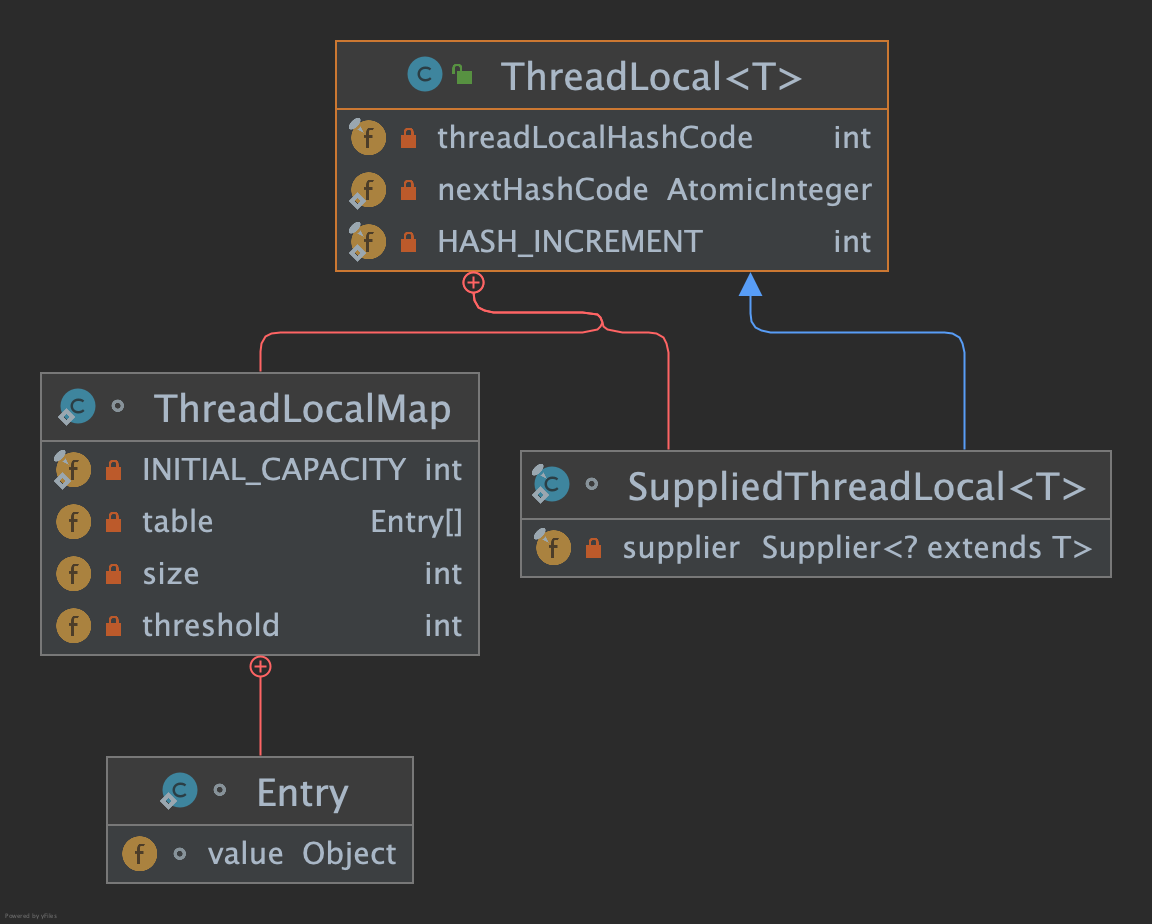 ThreadLocal<T>
threadLocalHashCode int
nextHashCode AtomicInteger
HASH_INCREMENT int
ThreadLocalMap
INITIAL_CAPACITY int
table Entry[]
size int
threshold int
SuppliedThreadLocal<T>
supplier Supplier<? extends T>
Entry
value Object
Powered by yFiles